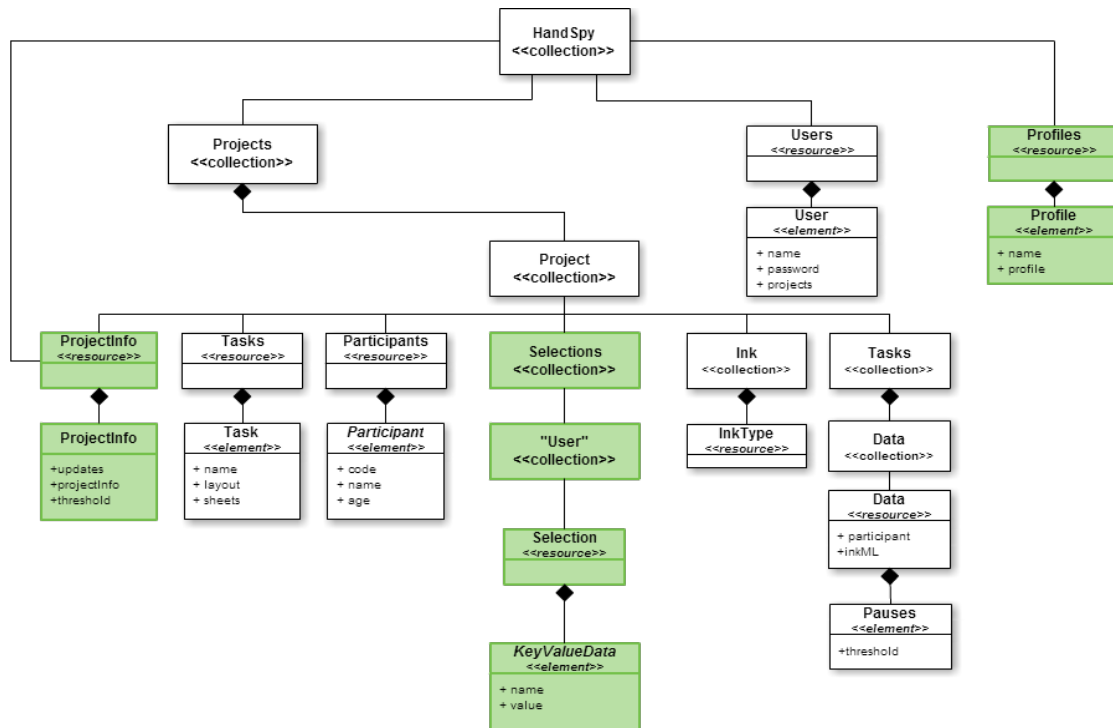 HandSpy
<<collection>>
Projects
<<collection>>
Users
<<resource>>
Profiles
<<resource>>
User
<<element>>
+ name
+ password
+ projects
Profile
<<element>>
+ name
+ profile
Project
<<collection>>
ProjectInfo
<<resource>>
Tasks
<<resource>>
Participants
<<resource>>
Selections
<<collection>>
Ink
<<collection>>
Tasks
<<collection>>
ProjectInfo
+updates
+projectInfo
+threshold
Task
<<element>>
+ name
+ layout
+ sheets
Participant
<<element>>
+ code
+ name
+ age
"User"
<<collection>>
InkType
<<resource>>
Data
<<collection>>
Data
<<resource>>
+ participant
+inkML
Selection
<<resource>>
Pauses
<<element>>
+threshold
KeyValueData
<<element>>
+ name
+ value